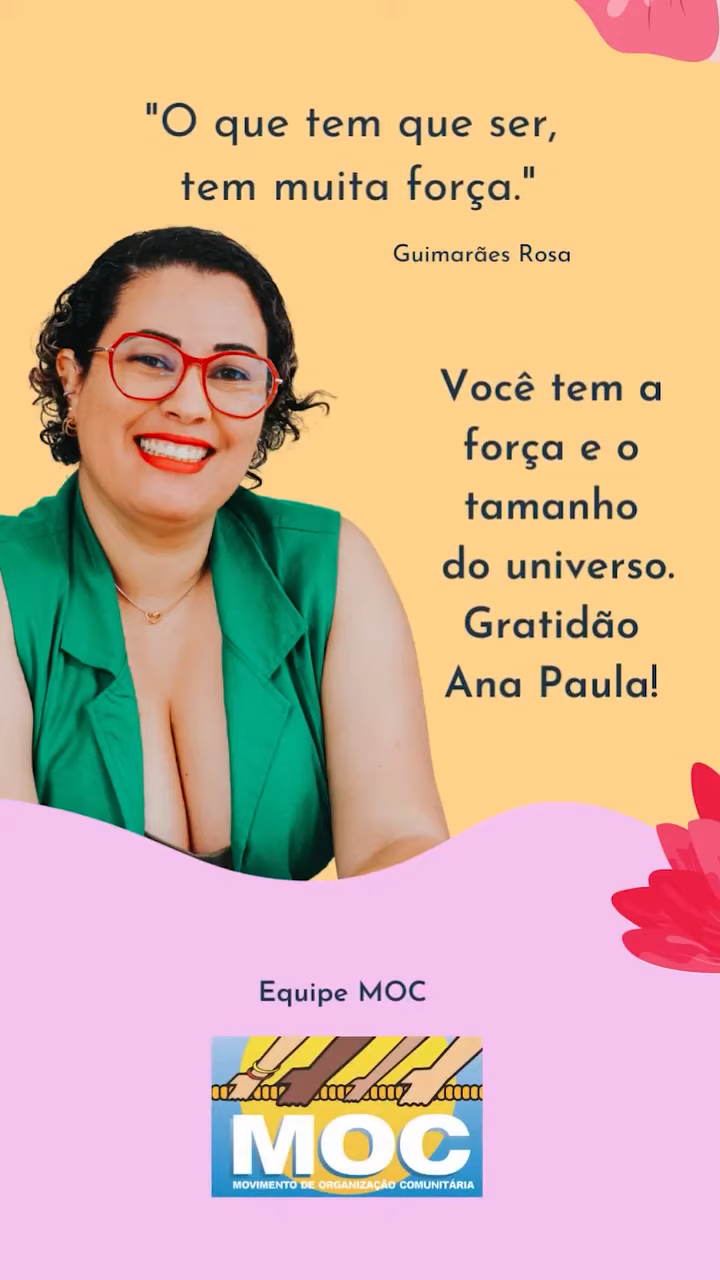 "O que tem que ser,
tem muita força."
Guimarães Rosa
Você tem a
força e o
tamanho
do universo.
Gratidão
Ana Paula!
Equipe MOC
MOC
MOVIMENTO DE ORGANIZAÇÃO COMUNITÁRIA